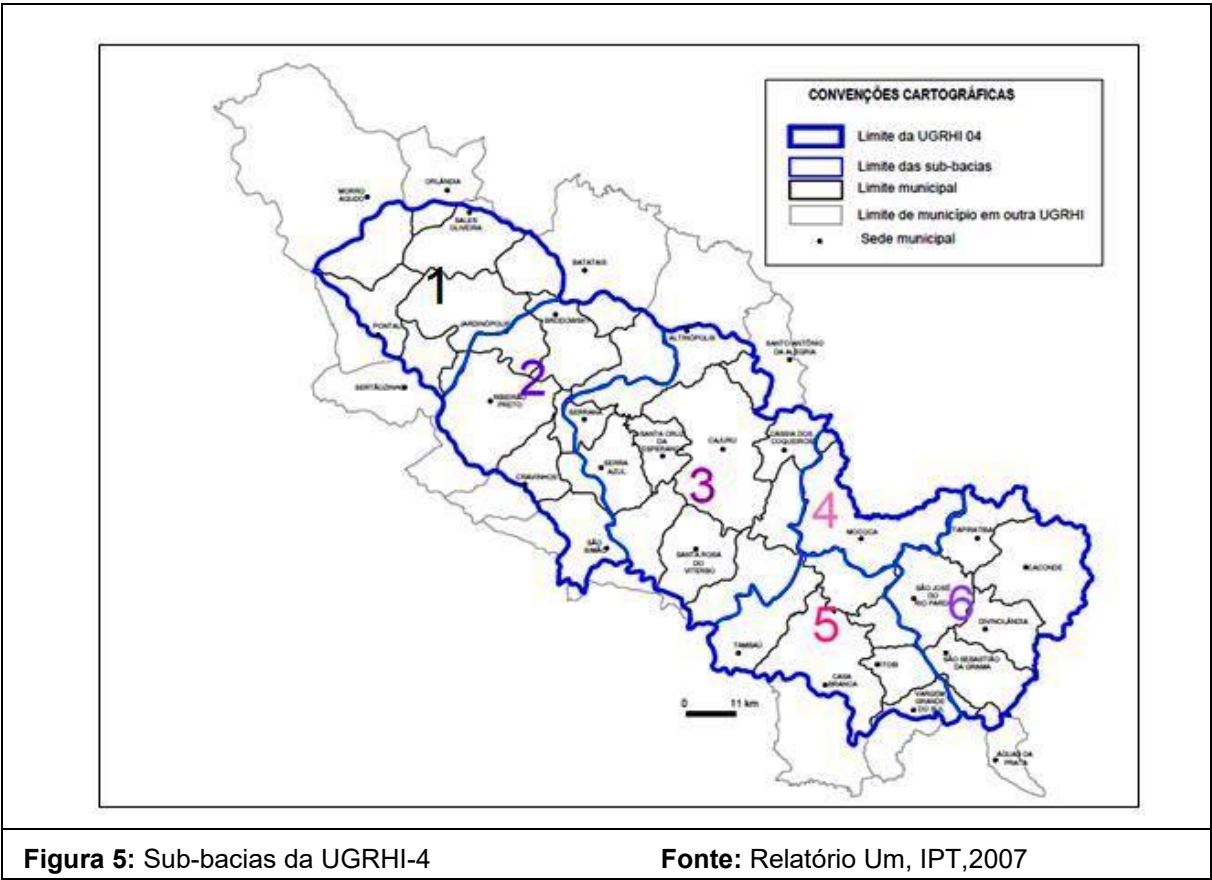 CONVENÇÕES CARTOGRÁFICAS
Limite da UGRHI 04
Limite das sub-bacias
Limite municipal
Limite de município em outra UGRHI
Sede municipal
MORRO
AGUDO
ORLÂNDIA
SALES
OLIVEIRA
BATATAIS
1
PONTAL
JARDINÓPOLIS
BRODOWSKI
ALTINÓPOLIS
SANTO ANTÔNIO
DA ALEGRIA
2
SERTÃOZINHO
RIBEIRÃO
PRETO
SERRANA
SANTA CRUZ
DA
ESPERANÇA
CAJURU
CÁSSIA DOS
COQUEIROS
SERRA
AZUL
CRAVINHOS
3
4
MOCOCA
TAPIRATIBA
SÃO
SIMÃO
SANTA ROSA
DO
VITERBO
CACONDE
SÃO JOSÉ
DO
RIO PARDO
6
5
DIVINOLÂNDIA
TAMBAÚ
ITOBI
SÃO SEBASTIÃO
DA GRAMA
CASA
BRANCA
VARGEM
GRANDE
DO SUL
0 11 km
ÁGUAS DA
PRATA
Figura 5: Sub-bacias da UGRHI-4 Fonte: Relatório Um, IPT,2007